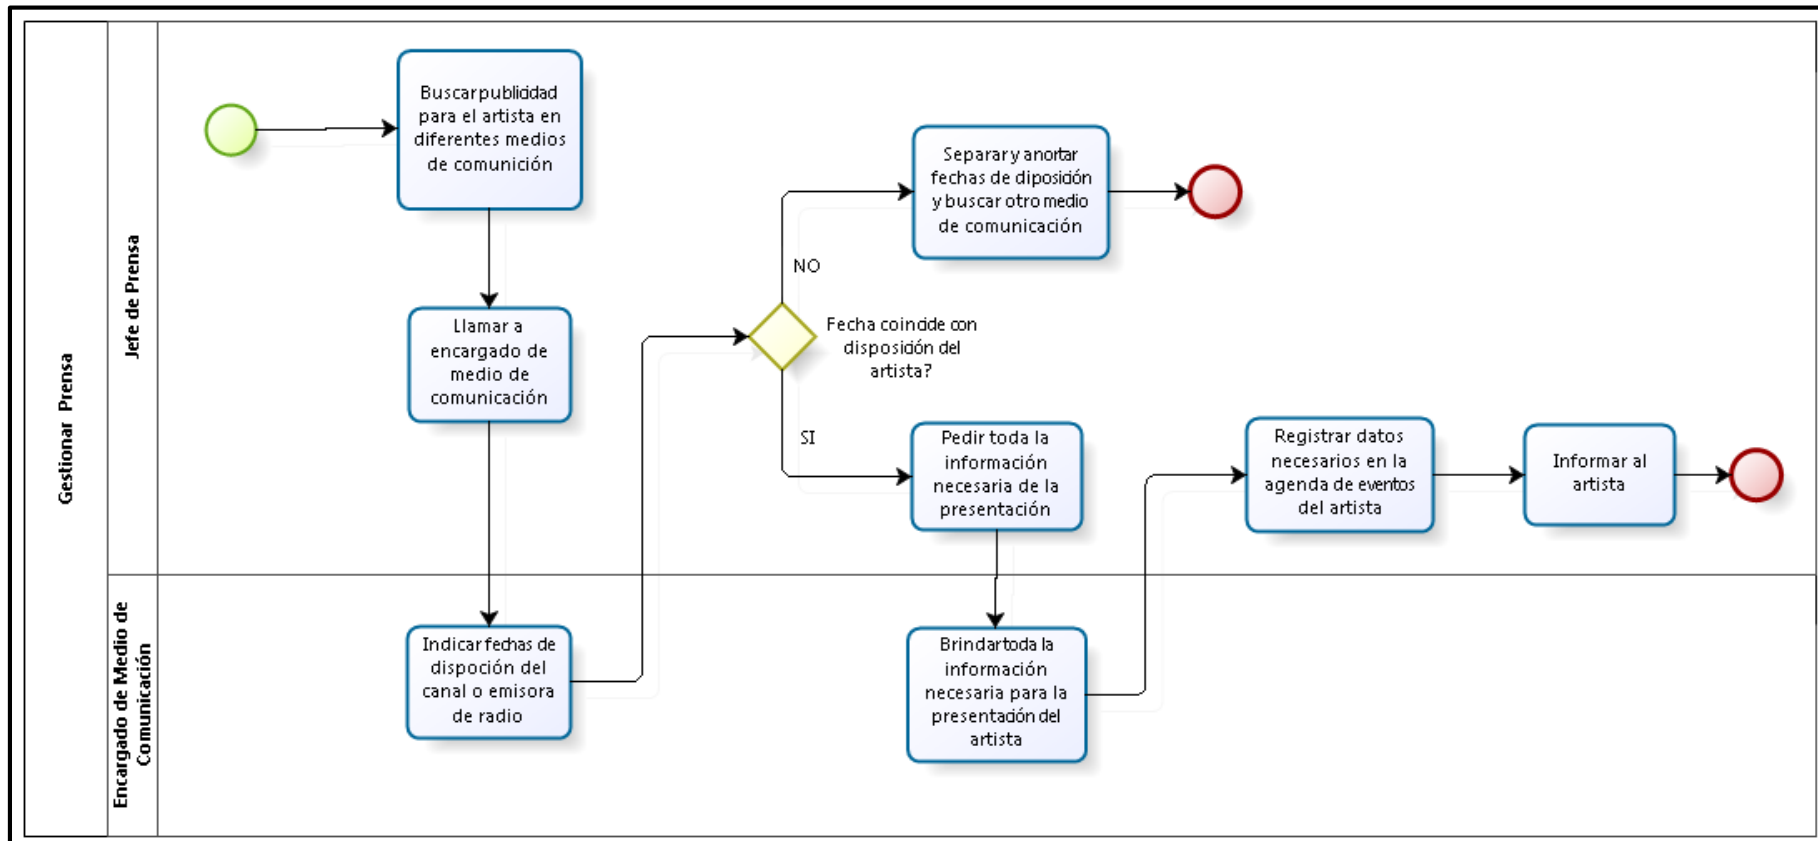 Gestionar Prensa
Jefe de Prensa
Buscar publicidad
para el artista en
diferentes medios
de comunición
Llamar a
encargado de
medio de
comunicación
NO
Separar y anortar
fechas de diposición
y buscar otro medio
de comunicación
Fecha coincide con
disposición del
artista?
SI
Pedir toda la
información
necesaria de la
presentación
Registrar datos
necesarios en la
agenda de eventos
del artista
Informar al
artista
Encargado de Medio de
Comunicación
Indicar fechas de
dispoción del
canal o emisora
de radio
Brindar toda la
información
necesaria para la
presentación del
artista